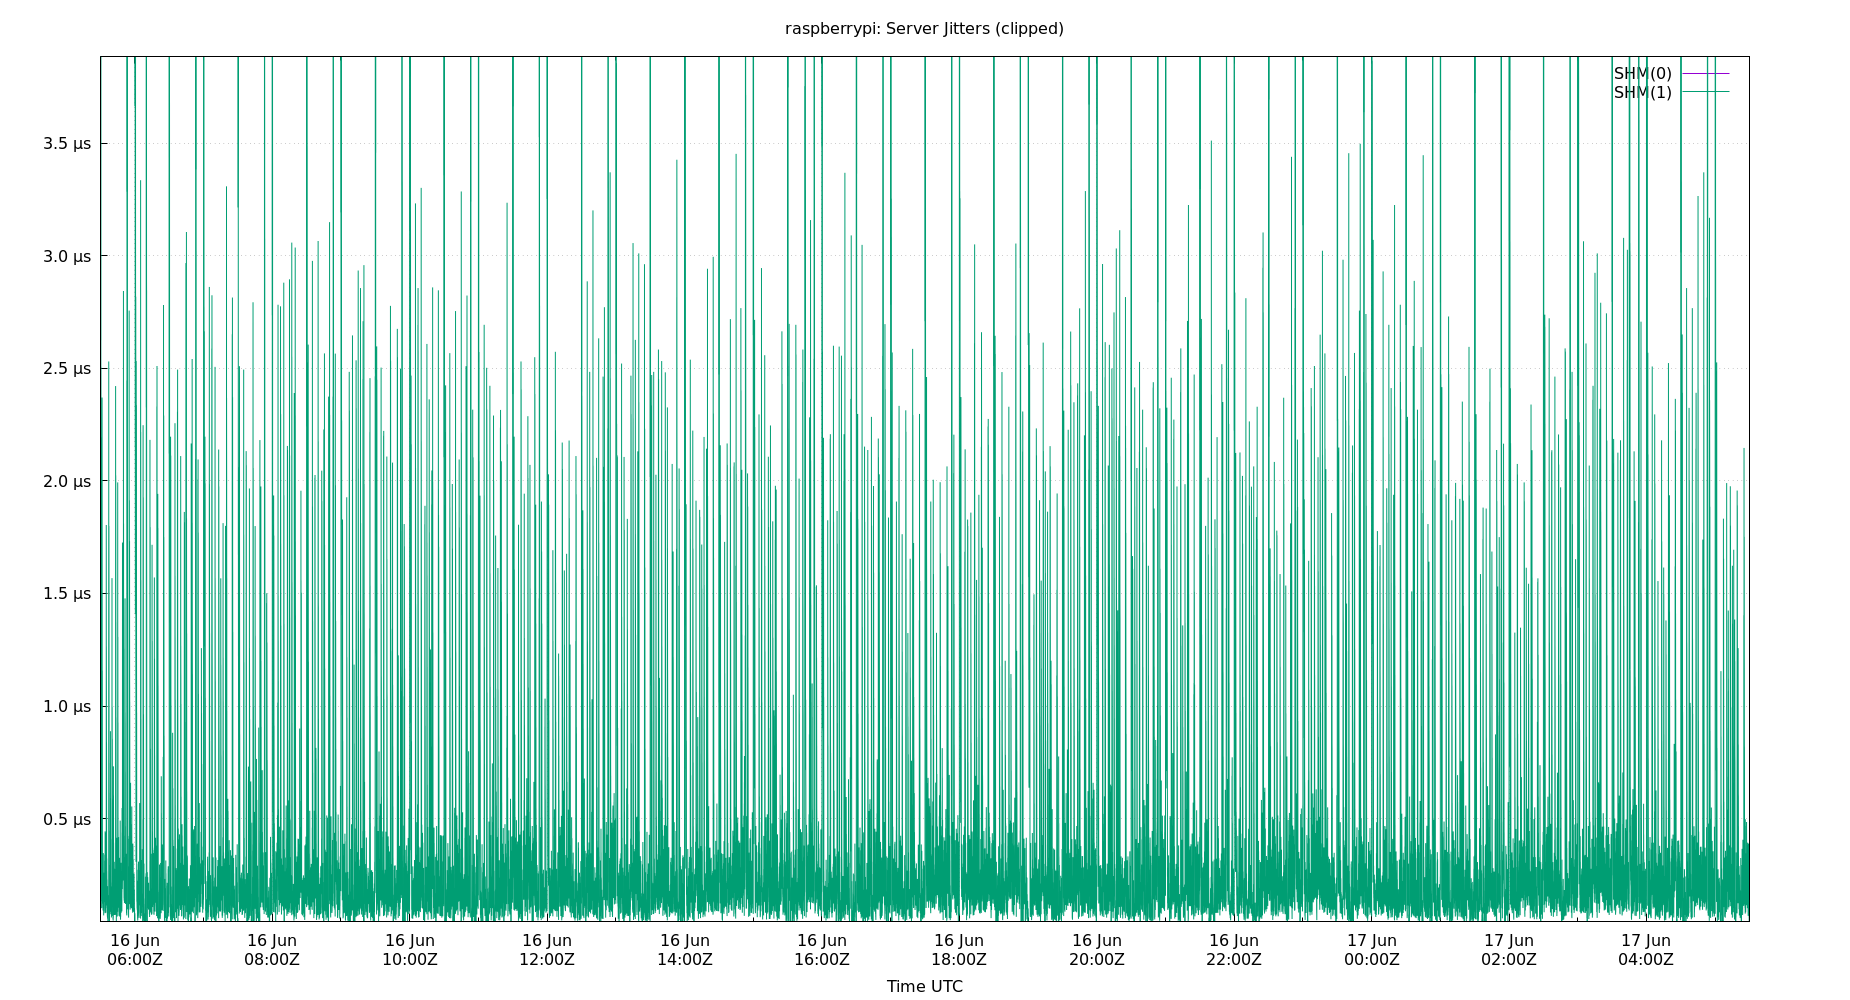 raspberrypi: Server Jitters (clipped)
SHM(0)
SHM(1)
3.5 μs
3.0 μs
2.5 μs
2.0 μs
1.5 μs
1.0 μs
0.5 μs
16 Jun 16 Jun 16 Jun 16 Jun 16 Jun 16 Jun 16 Jun 16 Jun 16 Jun 17 Jun 17 Jun 17 Jun
06:00Z 08:00Z 10:00Z 12:00Z 14:00Z 16:00Z 18:00Z 20:00Z 22:00Z 00:00Z 02:00Z 04:00Z
Time UTC